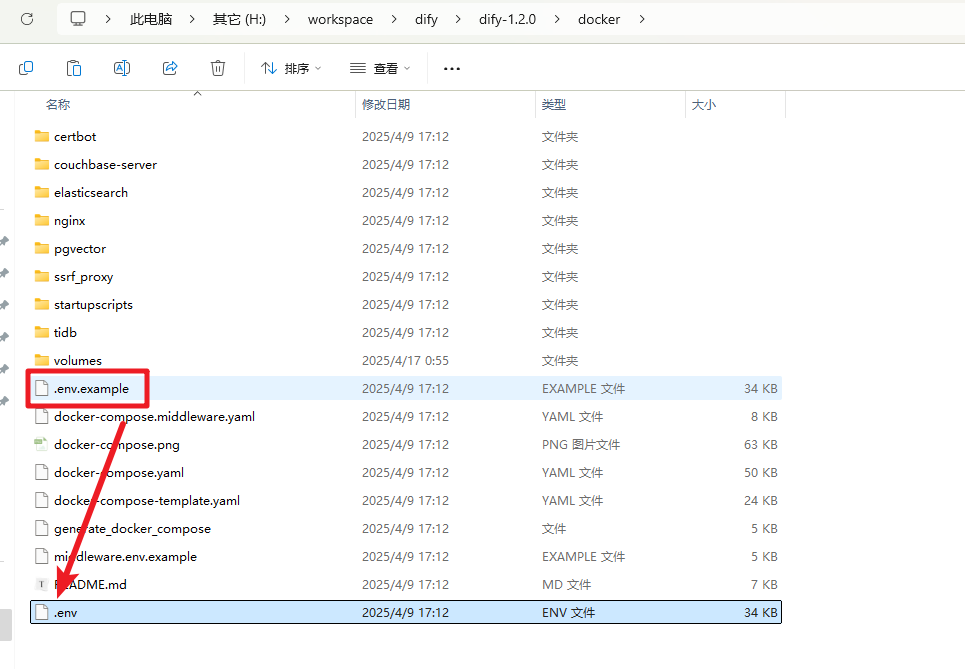 此电脑 > 其它 (H:) > workspace > dify > dify-1.2.0 > docker >
排序 查看 ...
名称 修改日期 类型 大小
certbot 2025/4/9 17:12 文件夹
couchbase-server 2025/4/9 17:12 文件夹
elasticsearch 2025/4/9 17:12 文件夹
nginx 2025/4/9 17:12 文件夹
pgvector 2025/4/9 17:12 文件夹
ssrf_proxy 2025/4/9 17:12 文件夹
startupscripts 2025/4/9 17:12 文件夹
tidb 2025/4/9 17:12 文件夹
volumes 2025/4/17 0:55 文件夹
.env.example 2025/4/9 17:12 EXAMPLE 文件 34 KB
docker-compose.middleware.yaml 2025/4/9 17:12 YAML 文件 8 KB
docker-compose.png 2025/4/9 17:12 PNG 图片文件 63 KB
docker-compose.yaml 2025/4/9 17:12 YAML 文件 50 KB
docker-compose-template.yaml 2025/4/9 17:12 YAML 文件 24 KB
generate_docker_compose 2025/4/9 17:12 文件 5 KB
middleware.env.example 2025/4/9 17:12 EXAMPLE 文件 5 KB
README.md 2025/4/9 17:12 MD 文件 7 KB
.env 2025/4/9 17:12 ENV 文件 34 KB